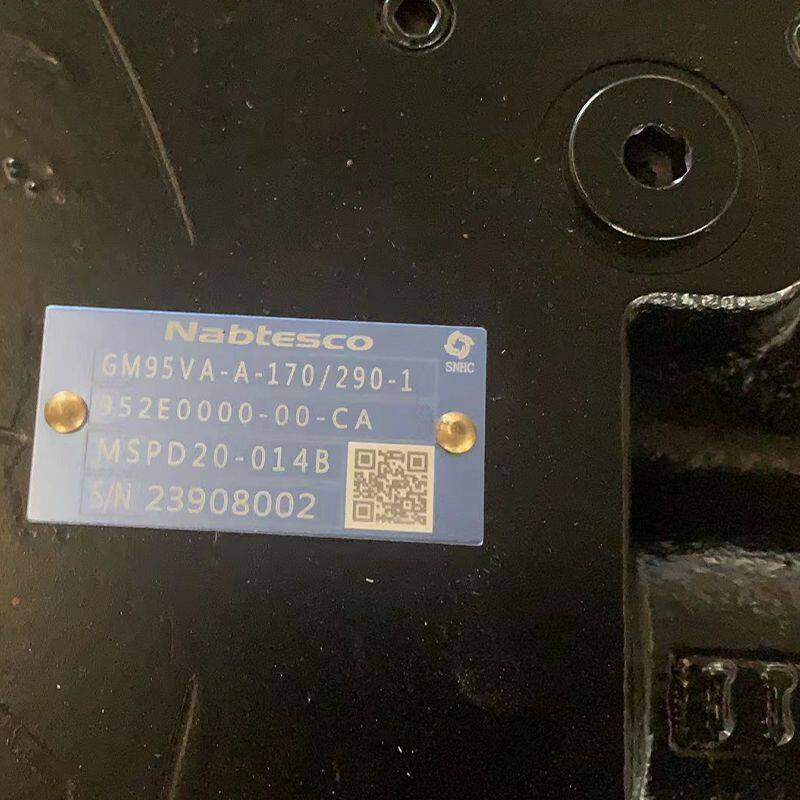 Nabtesco
SNHC
GM95VA-A-170/290-1
952E0000-00-CA
MSPD20-014B
S/N 23908002